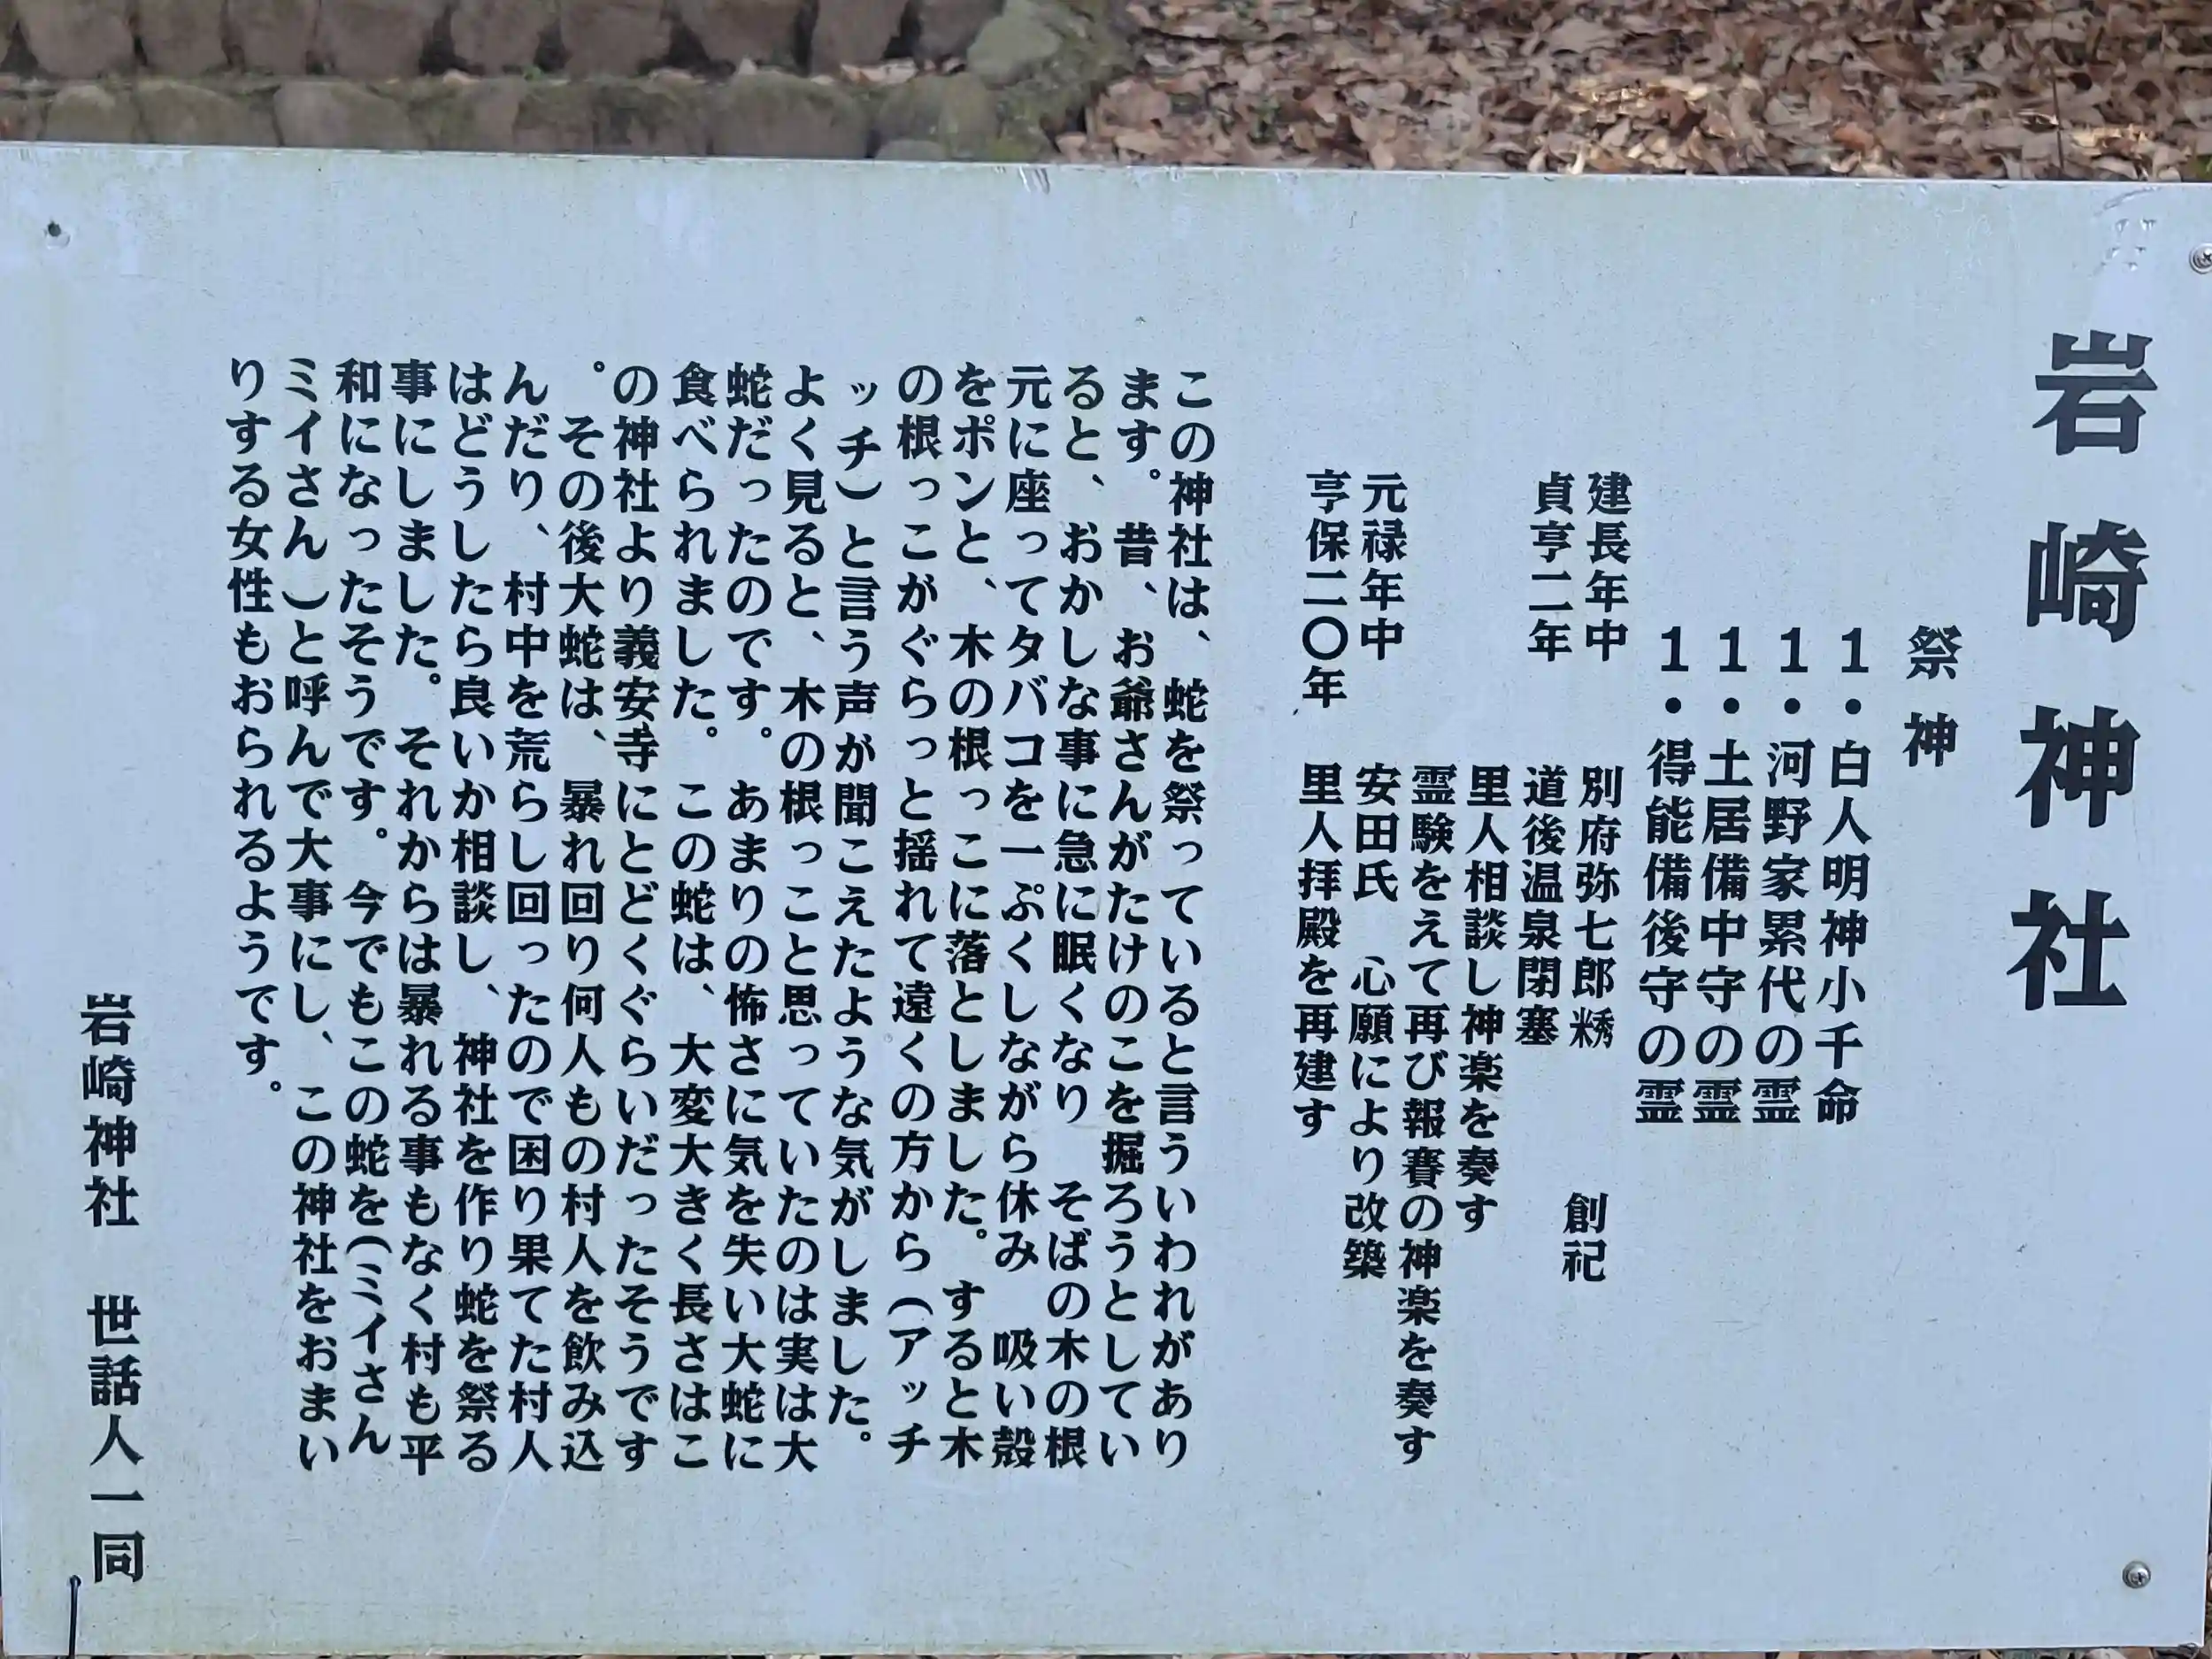 岩崎神社
祭神
1・白人明神小千命
1・河野家累代の霊
1・土居備中守の霊
1・得能備後守の霊
建長年中　別府弥七郎㊚　創祀
貞亨二年　道後温泉閉塞
里人相談し神楽を奏す
霊験をえて再び報賽の神楽を奏す
元禄年中　安田氏　心願により改築
亨保二〇年　里人拝殿を再建す
この神社は、蛇を祭っていると言ういわれがあり
ます。昔、お爺さんがたけのこを掘ろうとしてい
ると、おかしな事に急に眠くなり　そばの木の根
元に座ってタバコを一ぷくしながら休み　吸い殻
をポンと、木の根っこに落としました。すると木
の根っこがぐらっと揺れて遠くの方から（アッチ
ッチ）と言う声が聞こえたような気がしました。
よく見ると、木の根っこと思っていたのは実は大
蛇だったのです。あまりの怖さに気を失い大蛇に
食べられました。この蛇は、大変大きく長さはこ
の神社より義安寺にとどくぐらいだったそうです
。その後大蛇は、暴れ回り何人もの村人を飲み込
んだり、村中を荒らし回ったので困り果てた村人
はどうしたら良いか相談し、神社を作り蛇を祭る
事にしました。それからは暴れる事もなく村も平
和になったそうです。今でもこの蛇を（ミイさん
ミイさん）と呼んで大事にし、この神社をおまい
りする女性もおられるようです。
岩崎神社　世話人一同